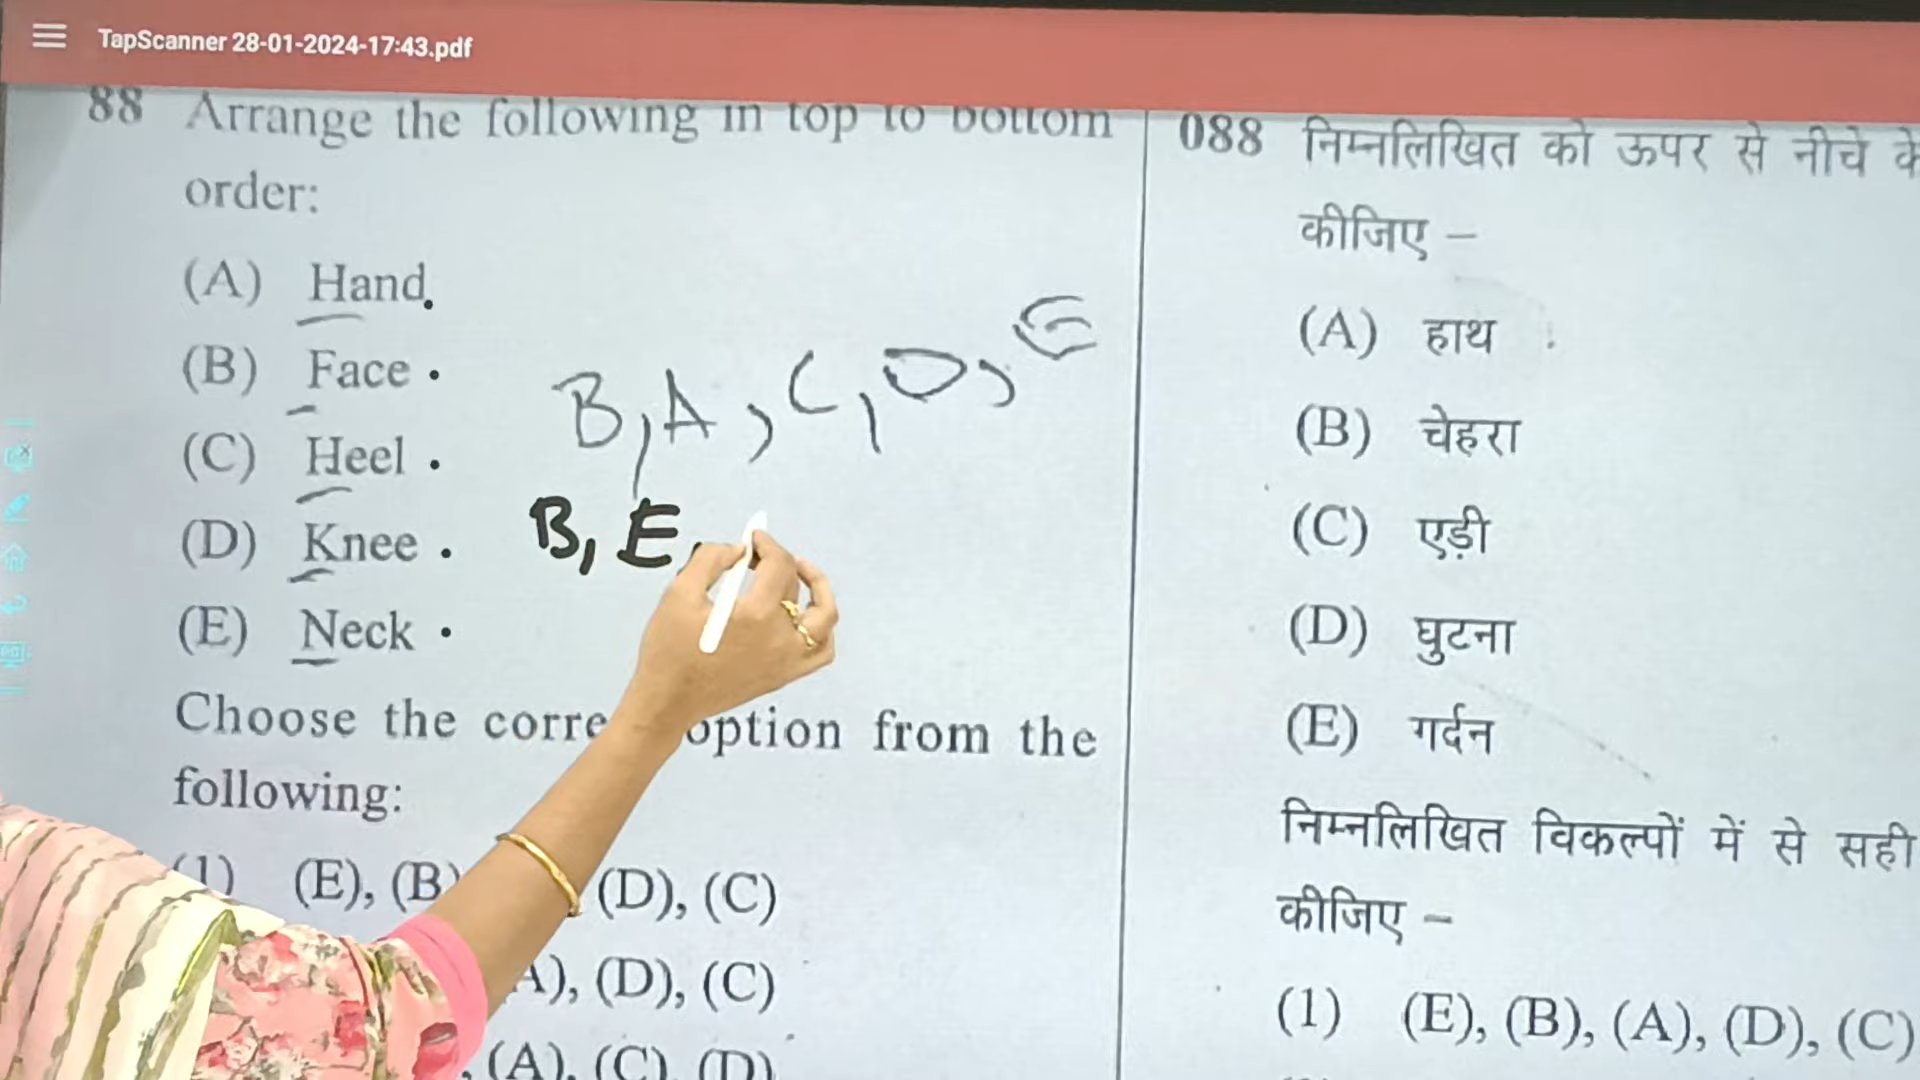 TapScanner 28-01-2024-17:43.pdf
88 Arrange the following in top to bottom
order:
(A) Hand
(B) Face
(C) Heel
(D) Knee
(E) Neck
B, A, C, D, E
B, E,
Choose the corre option from the
following:
(1) (E), (B) (D), (C)
A), (D), (C)
(A), (C), (D)
088 निम्नलिखित को ऊपर से नीचे के
कीजिए –
(A) हाथ
(B) चेहरा
(C) एड़ी
(D) घुटना
(E) गर्दन
निम्नलिखित विकल्पों में से सही
कीजिए –
(1) (E), (B), (A), (D), (C)